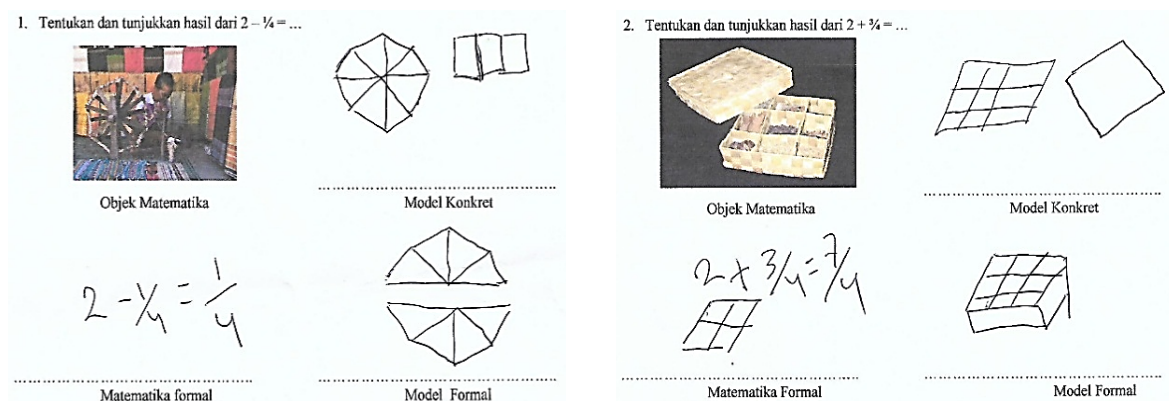 1. Tentukan dan tunjukkan hasil dari 2 – ¼ = ...
Objek Matematika
Model Konkret
2 - 1/4 = 1/4
Matematika formal
Model Formal
2. Tentukan dan tunjukkan hasil dari 2 + ¾ = ...
Objek Matematika
Model Konkret
2 + 3/4 = 7/4
Matematika Formal
Model Formal